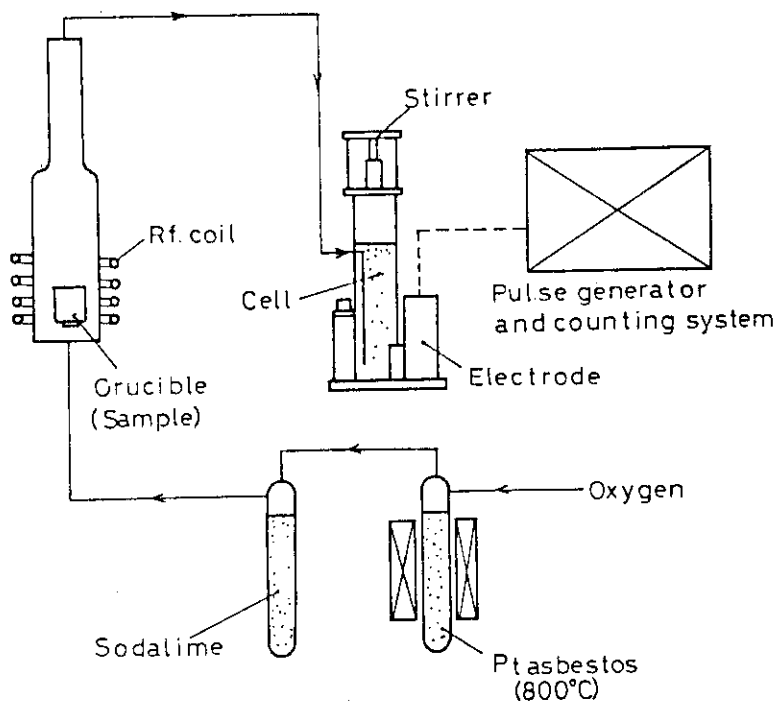 Stirrer
Rf. coil
Cell
Pulse generator
and counting system
Crucible
(Sample)
Electrode
Oxygen
Sodalime
Pt asbestos
(800°C)